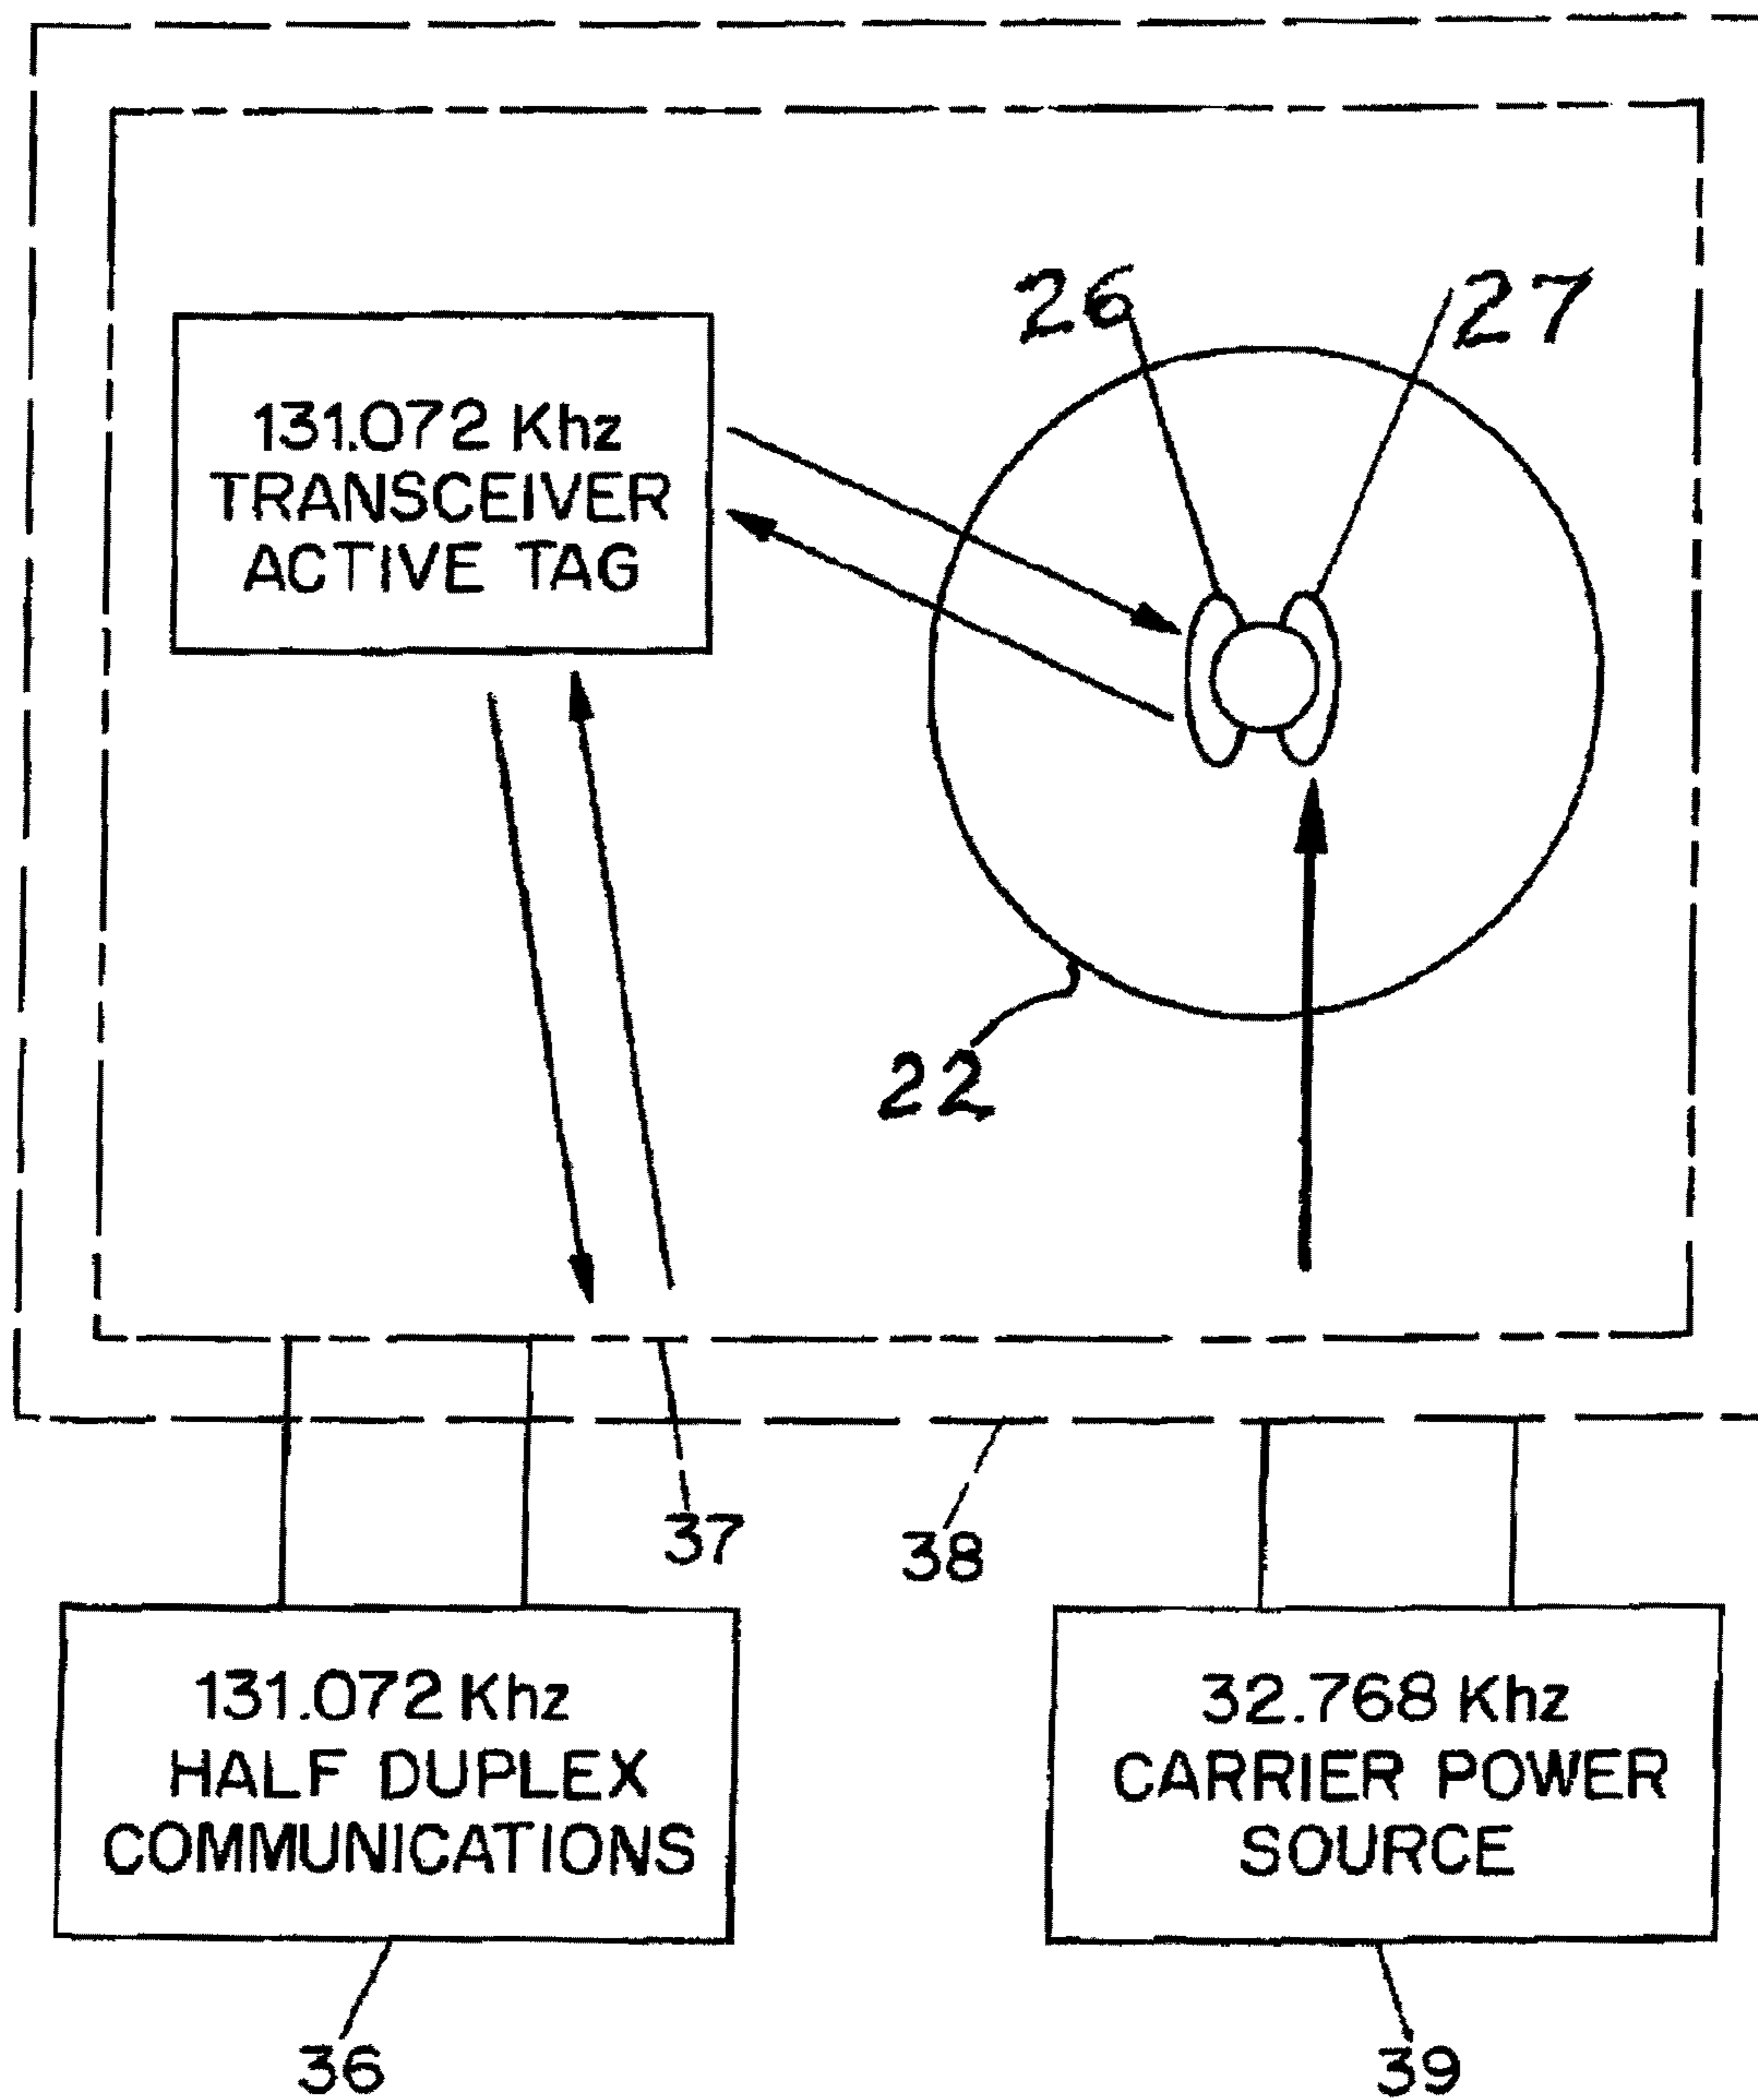 26
27
131.072 Khz
TRANSCEIVER
ACTIVE TAG
22
37
38
131.072 Khz
HALF DUPLEX
COMMUNICATIONS
32.768 Khz
CARRIER POWER
SOURCE
36
39